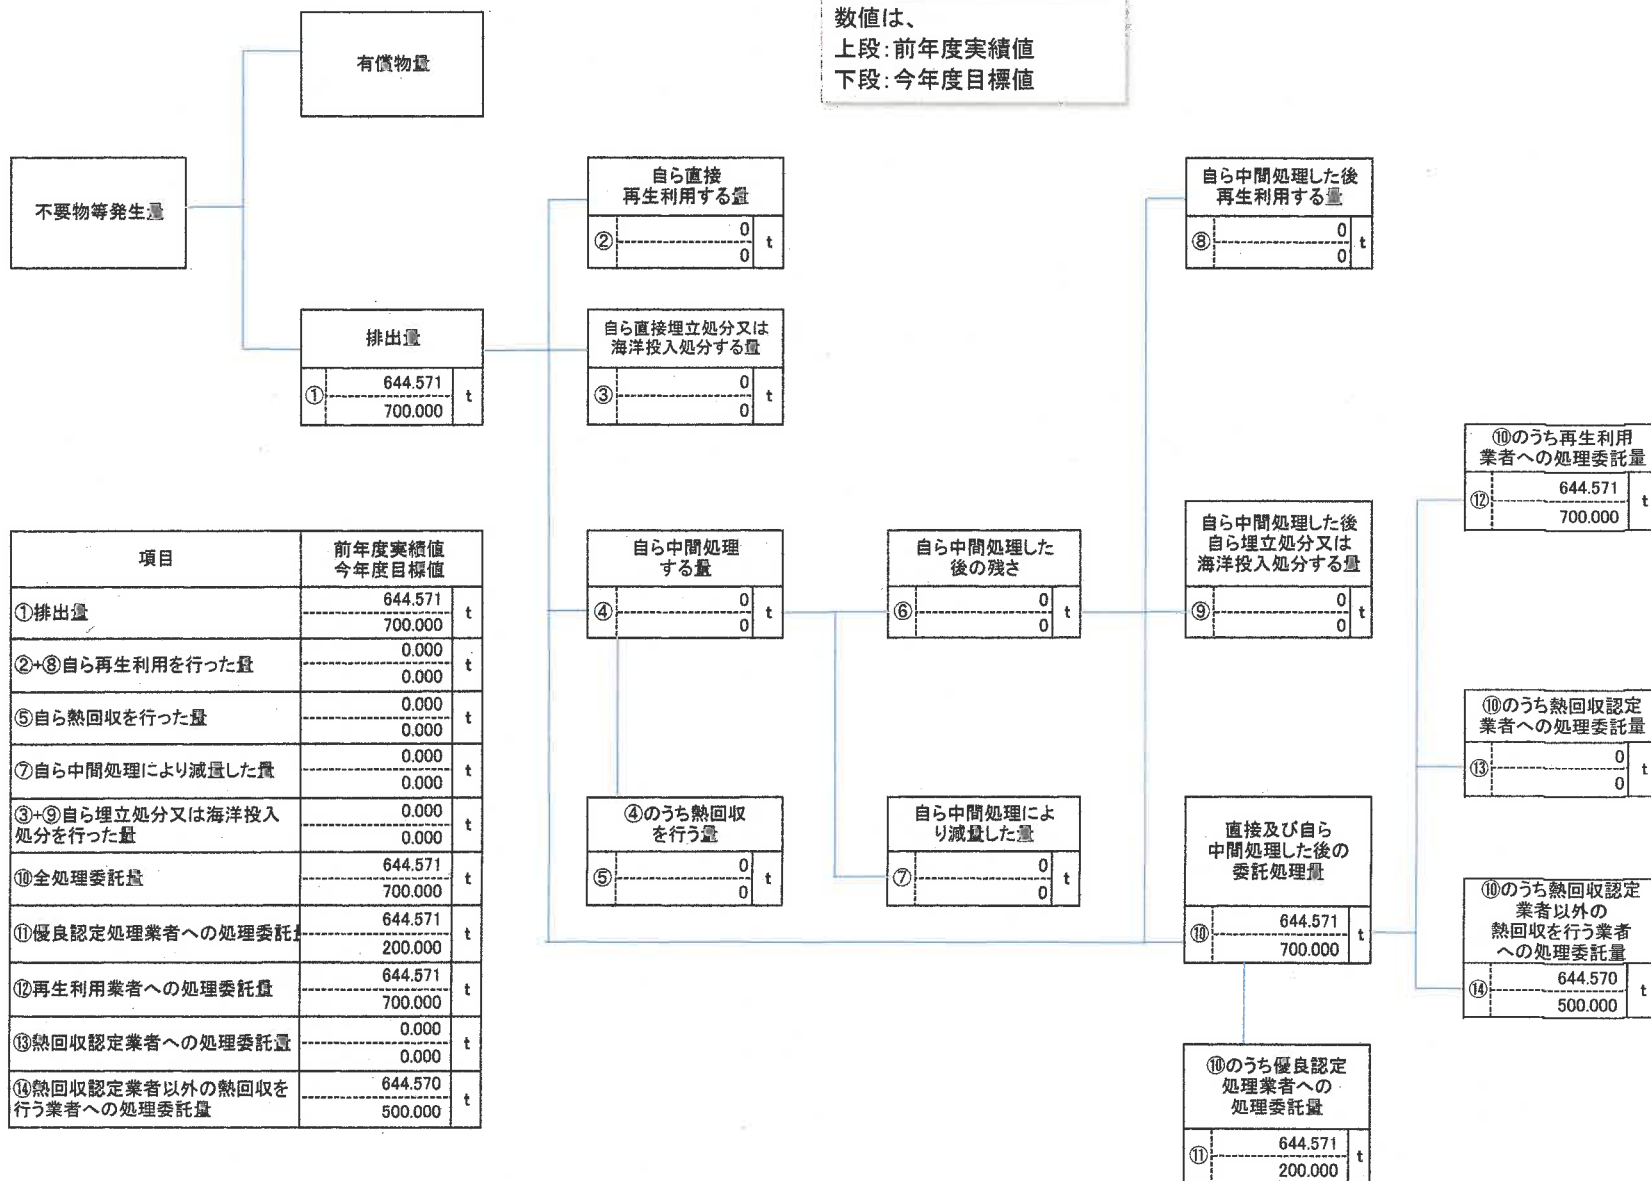 数値は、
上段:前年度実績値
下段:今年度目標値
有償物量
不要物等発生量
排出量
① 644.571 t
700.000
自ら直接
再生利用する量
② 0 t
0
自ら直接埋立処分又は
海洋投入処分する量
③ 0 t
0
自ら中間処理
する量
④ 0 t
0
④のうち熱回収
を行う量
⑤ 0 t
0
自ら中間処理した
後の残さ
⑥ 0 t
0
自ら中間処理によ
り減量した量
⑦ 0 t
0
自ら中間処理した後
再生利用する量
⑧ 0 t
0
自ら中間処理した後
自ら埋立処分又は
海洋投入処分する量
⑨ 0 t
0
直接及び自ら
中間処理した後の
委託処理量
⑩ 644.571 t
700.000
⑩のうち優良認定
処理業者への
処理委託量
⑪ 644.571 t
200.000
⑩のうち再生利用
業者への処理委託量
⑫ 644.571 t
700.000
⑩のうち熱回収認定
業者への処理委託量
⑬ 0 t
0
⑩のうち熱回収認定
業者以外の
熱回収を行う業者
への処理委託量
⑭ 644.570 t
500.000
項目 前年度実績値
今年度目標値
①排出量 644.571 t
700.000
②+⑧自ら再生利用を行った量 0.000 t
0.000
⑤自ら熱回収を行った量 0.000 t
0.000
⑦自ら中間処理により減量した量 0.000 t
0.000
③+⑨自ら埋立処分又は海洋投入
処分を行った量 0.000 t
0.000
⑩全処理委託量 644.571 t
700.000
⑪優良認定処理業者への処理委託 644.571 t
200.000
⑫再生利用業者への処理委託量 644.571 t
700.000
⑬熱回収認定業者への処理委託量 0.000 t
0.000
⑭熱回収認定業者以外の熱回収を
行う業者への処理委託量 644.570 t
500.000